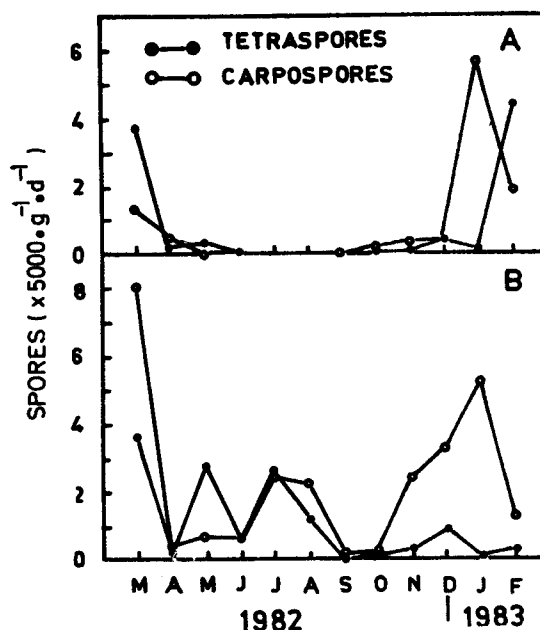 TETRASPORES
CARPOSPORES
A
6
4
2
0
B
8
6
4
2
0
SPORES (x5000.g⁻¹.d⁻¹)
M A M J J A S O N D J F
1982 1983